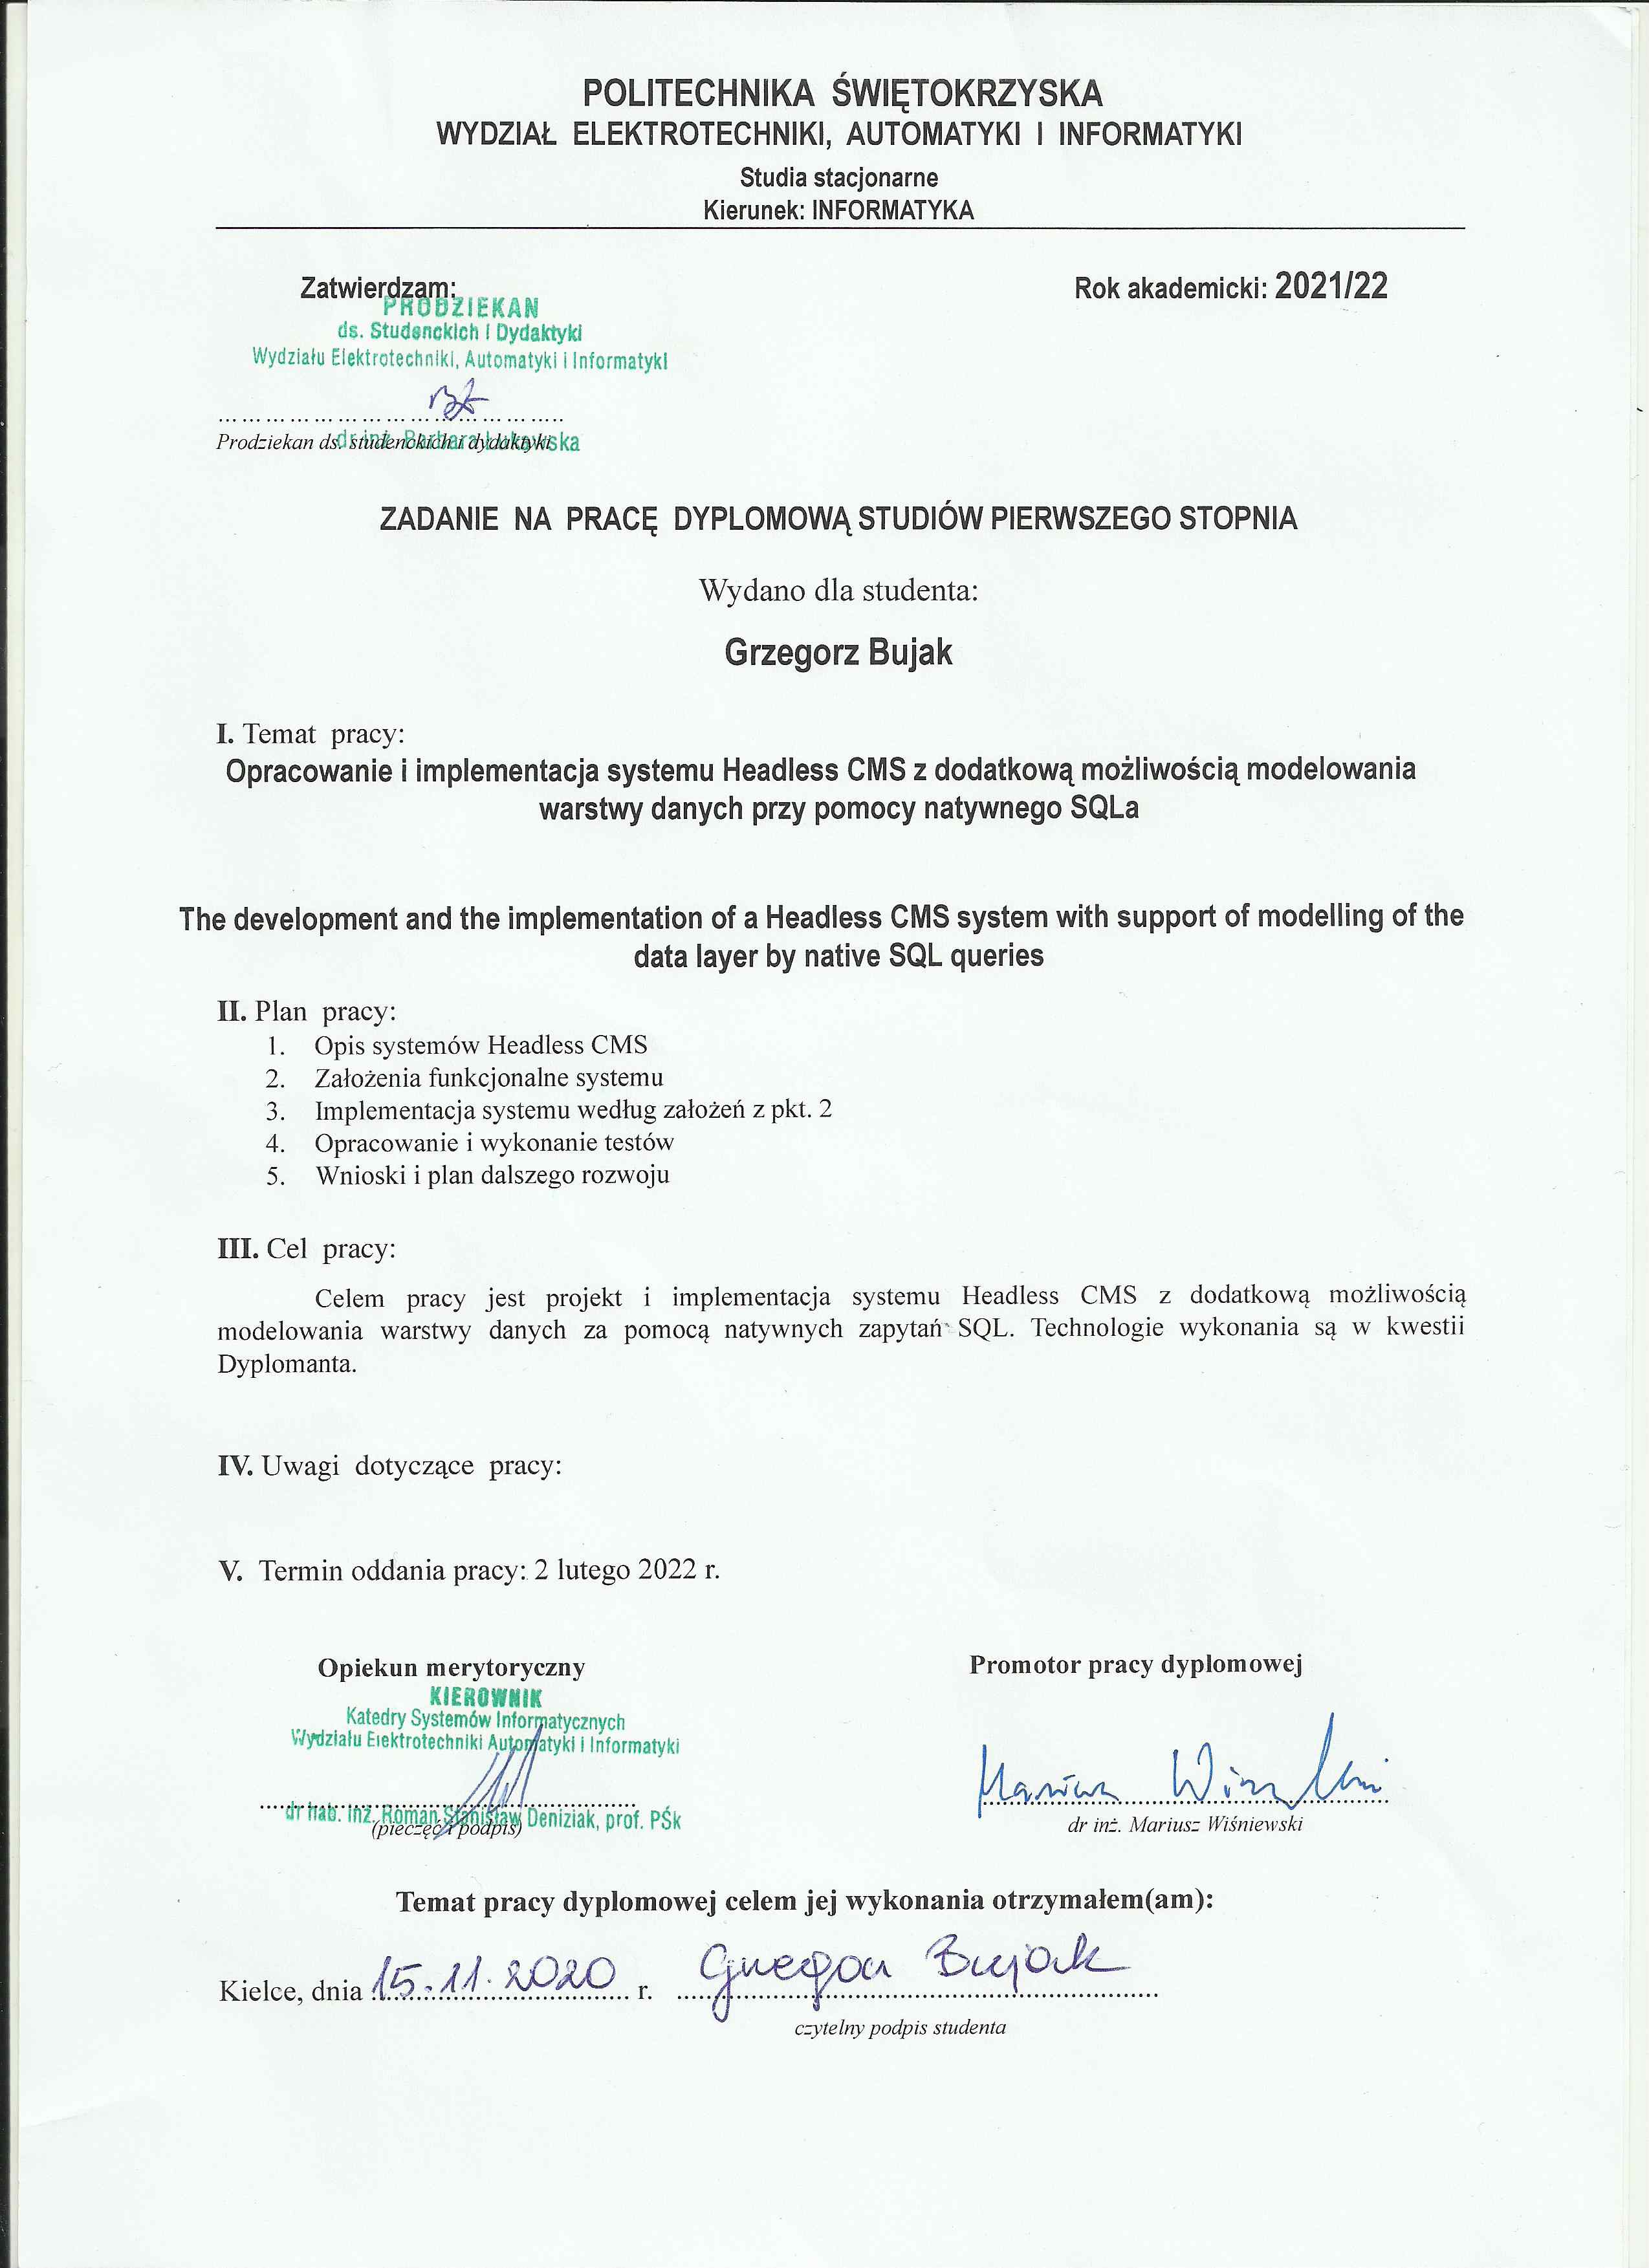 POLITECHNIKA ŚWIĘTOKRZYSKA
WYDZIAŁ ELEKTROTECHNIKI, AUTOMATYKI I INFORMATYKI
Studia stacjonarne
Kierunek: INFORMATYKA
Zatwierdzam:
Rok akademicki: 2021/22
PRODZIEKAN
ds. Studenckich i Dydaktyki
Wydziału Elektrotechniki, Automatyki i Informatyki
Prodziekan ds. studenckich i dydaktyki
dr inż. Barbara
ZADANIE NA PRACĘ DYPLOMOWĄ STUDIÓW PIERWSZEGO STOPNIA
Wydano dla studenta:
Grzegorz Bujak
I. Temat pracy:
Opracowanie i implementacja systemu Headless CMS z dodatkową możliwością modelowania
warstwy danych przy pomocy natywnego SQLa
The development and the implementation of a Headless CMS system with support of modelling of the
data layer by native SQL queries
II. Plan pracy:
1. Opis systemów Headless CMS
2. Założenia funkcjonalne systemu
3. Implementacja systemu według założeń z pkt. 2
4. Opracowanie i wykonanie testów
5. Wnioski i plan dalszego rozwoju
III. Cel pracy:
Celem pracy jest projekt i implementacja systemu Headless CMS z dodatkową możliwością
modelowania warstwy danych za pomocą natywnych zapytań SQL. Technologie wykonania są w kwestii
Dyplomanta.
IV. Uwagi dotyczące pracy:
V. Termin oddania pracy: 2 lutego 2022 r.
Opiekun merytoryczny
Promotor pracy dyplomowej
KIEROWNIK
Katedry Systemów Informatycznych
Wydziału Elektrotechniki Automatyki i Informatyki
dr hab. inż. Roman Stanisław Deniziak, prof. PŚk
(pieczęć i podpis)
Mariusz Wiśniewski
dr inż. Mariusz Wiśniewski
Temat pracy dyplomowej celem jej wykonania otrzymałem(am):
Kielce, dnia 15.11.2020 r. Grzegorz Bujak
czytelny podpis studenta